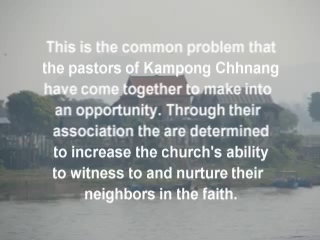 This is the common problem that
the pastors of Kampong Chhnang
have come together to make into
an opportunity. Through their
association the are determined
to increase the church's ability
to witness to and nurture their
neighbors in the faith.